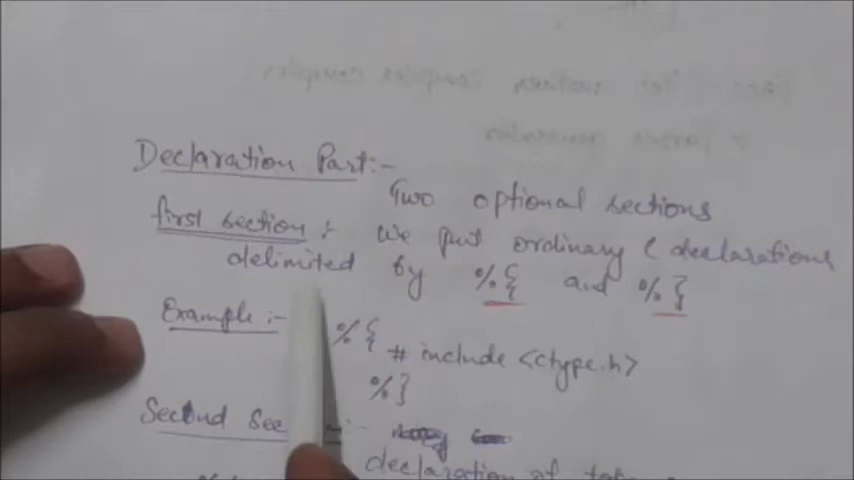 Declaration Part:-
Two optional sections
first section :- we put ordinary C declarations
delimited by %{ and %}
Example :- %{
# include <ctype.h>
%}
Second Sec
declaration of